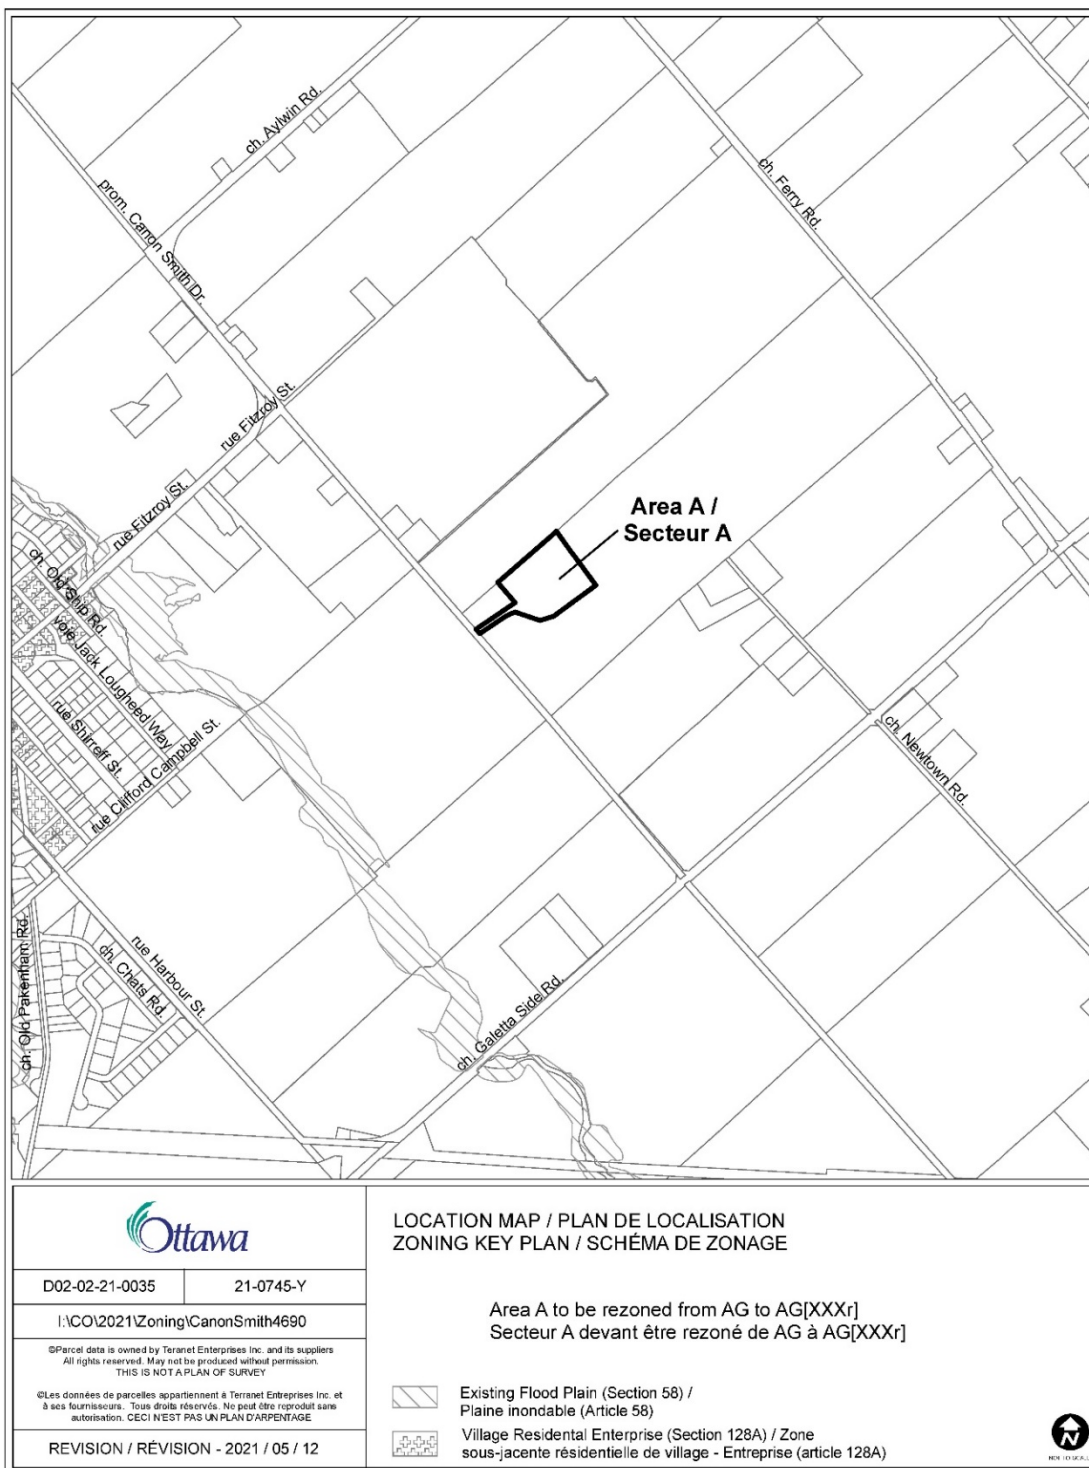 ch. Aylwin Rd.
prom. Canon Smith Dr.
ch. Ferry Rd.
rue Fitzroy St.
rue Fitzroy St.
Area A /
Secteur A
ch. Old Ship Rd.
voie Jack Lougheed Way
rue Shirreff St.
rue Clifford Campbell St.
ch. Newtown Rd.
ch. Old Pakenham Rd.
rue Harbour St.
ch. Chats Rd.
ch. Galetta Side Rd.
Ottawa
D02-02-21-0035
21-0745-Y
I:\CO\2021\Zoning\CanonSmith4690
©Parcel data is owned by Teranet Enterprises Inc. and its suppliers
All rights reserved. May not be produced without permission.
THIS IS NOT A PLAN OF SURVEY
©Les données de parcelles appartiennent à Terranet Entreprises Inc. et
à ses fournisseurs. Tous droits réservés. Ne peut être reproduit sans
autorisation. CECI N'EST PAS UN PLAN D'ARPENTAGE
REVISION / RÉVISION - 2021 / 05 / 12
LOCATION MAP / PLAN DE LOCALISATION
ZONING KEY PLAN / SCHÉMA DE ZONAGE
Area A to be rezoned from AG to AG[XXXr]
Secteur A devant être rezoné de AG à AG[XXXr]
Existing Flood Plain (Section 58) /
Plaine inondable (Article 58)
Village Residental Enterprise (Section 128A) / Zone
sous-jacente résidentielle de village - Entreprise (article 128A)
N
NOT TO SCALE